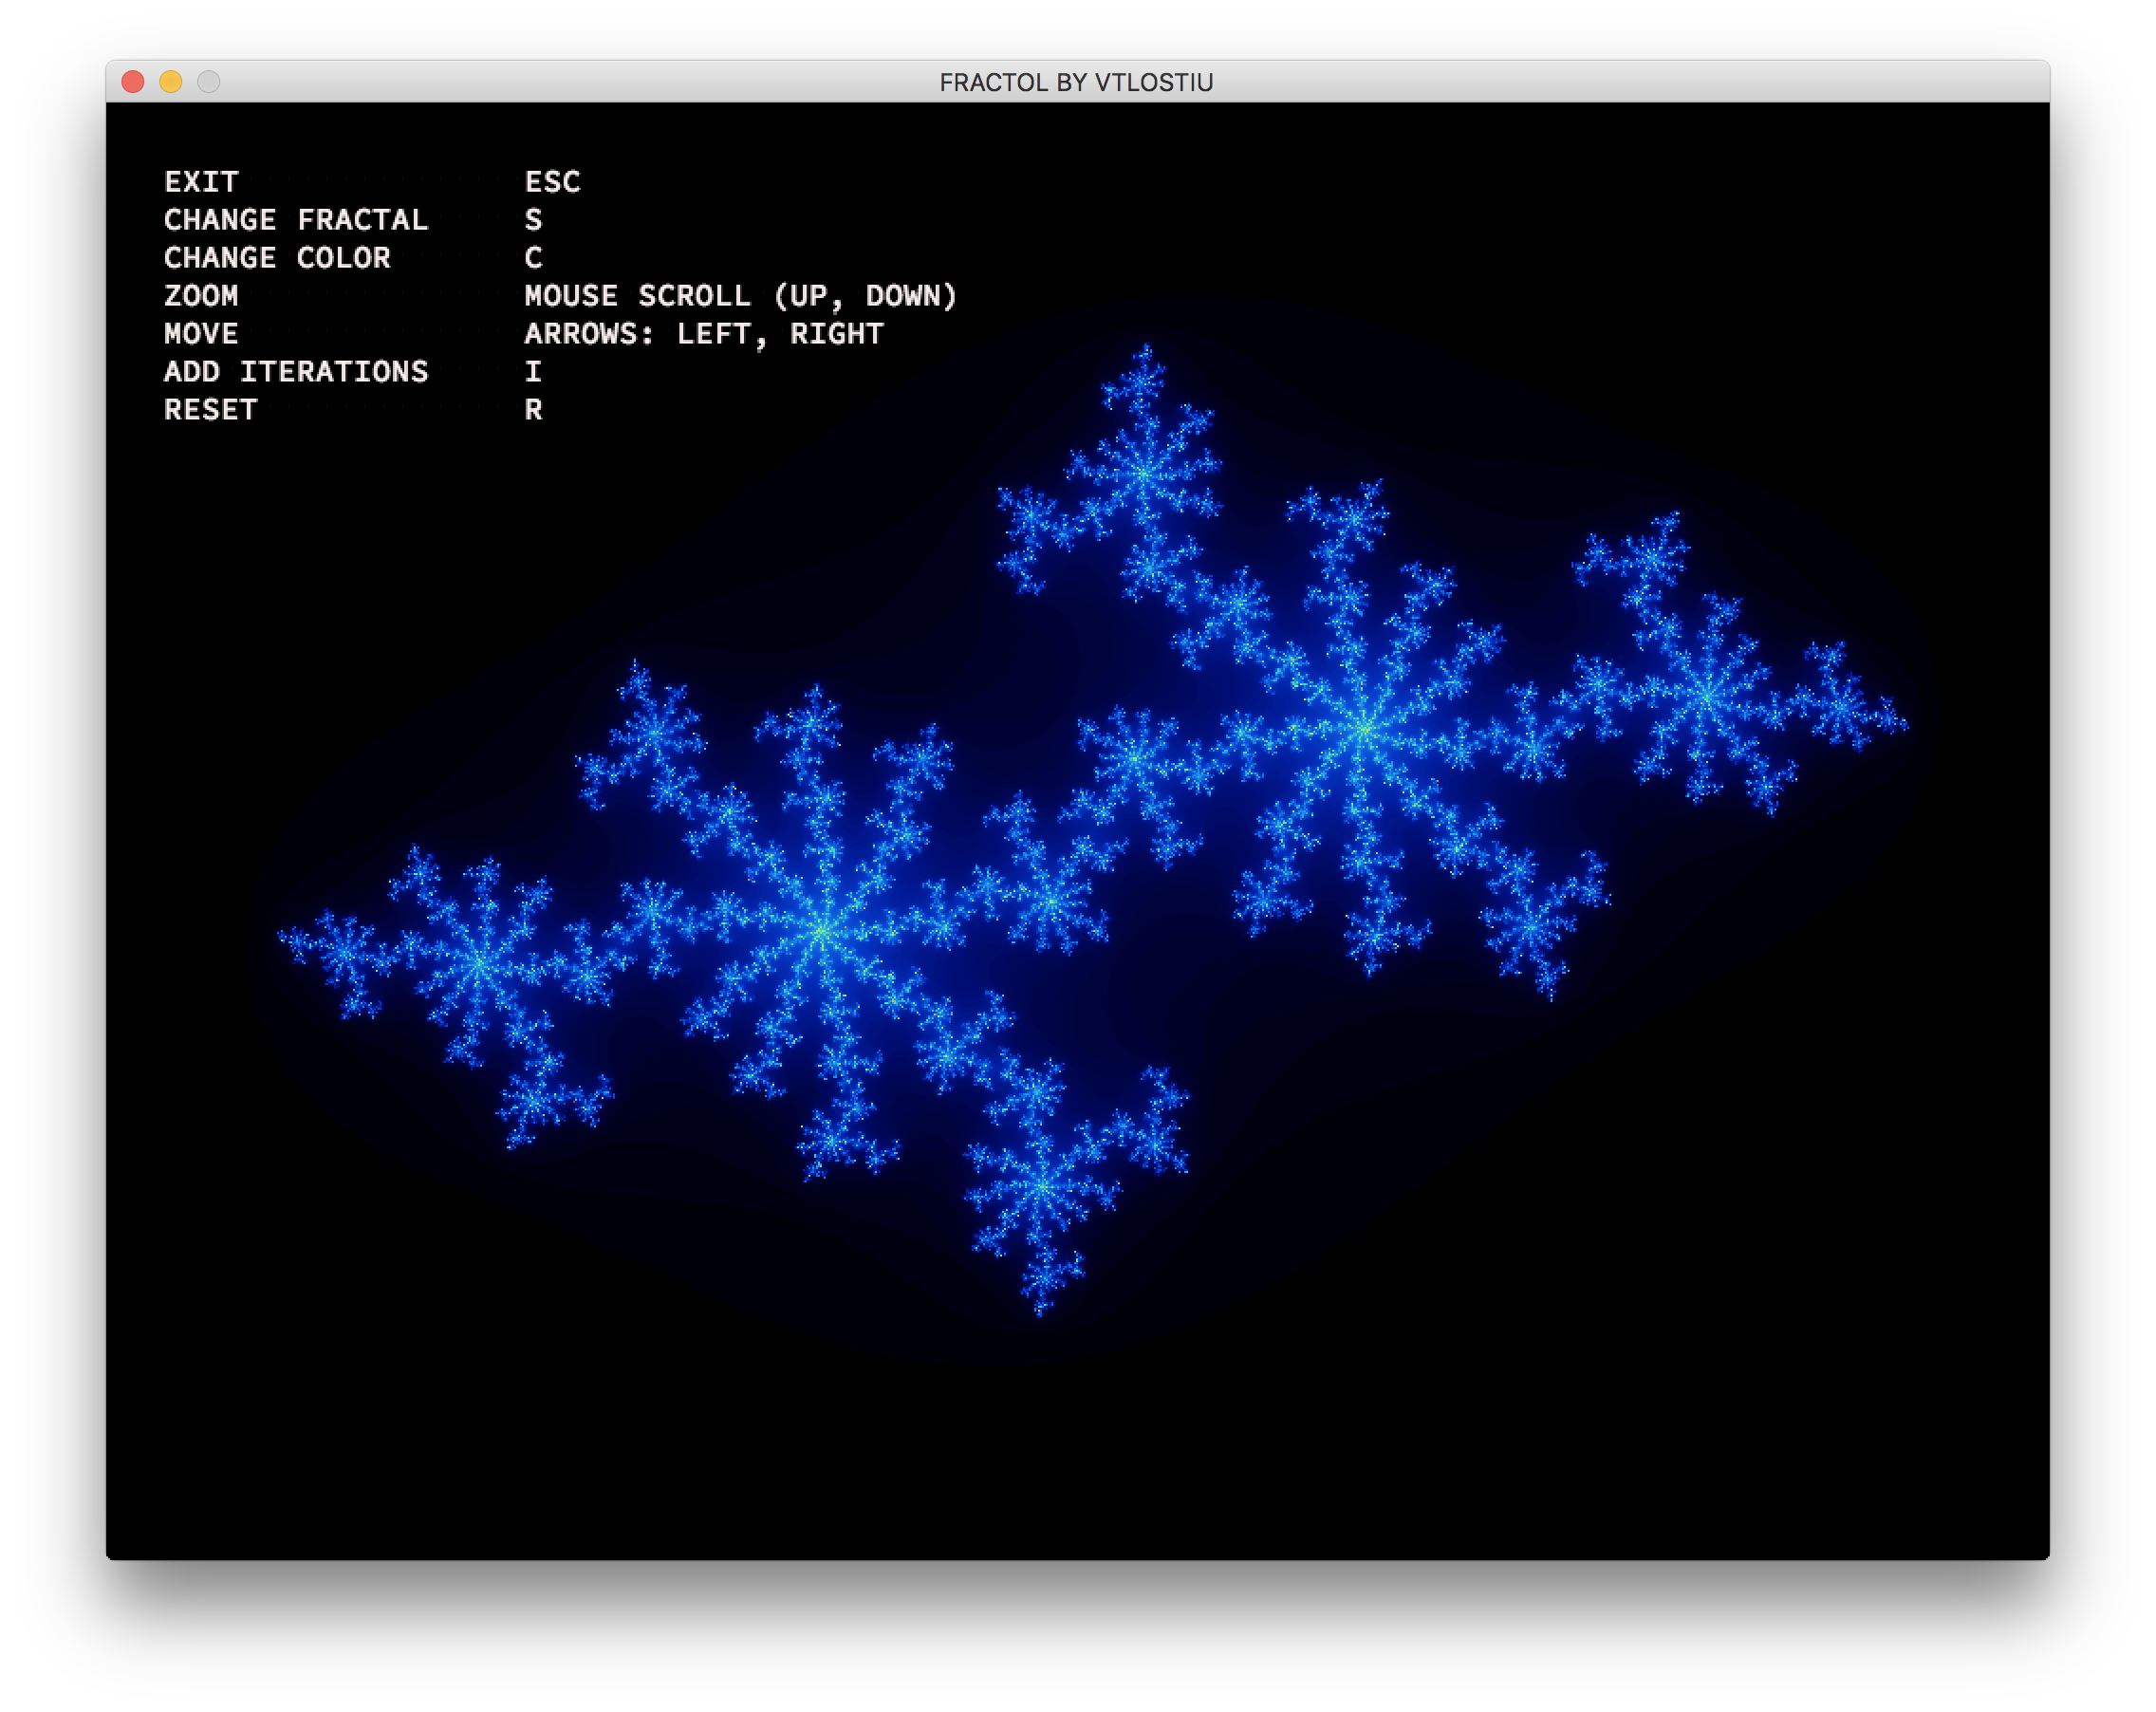 FRACTOL BY VTLOSTIU
EXIT ESC
CHANGE FRACTAL S
CHANGE COLOR C
ZOOM MOUSE SCROLL (UP, DOWN)
MOVE ARROWS: LEFT, RIGHT
ADD ITERATIONS I
RESET R